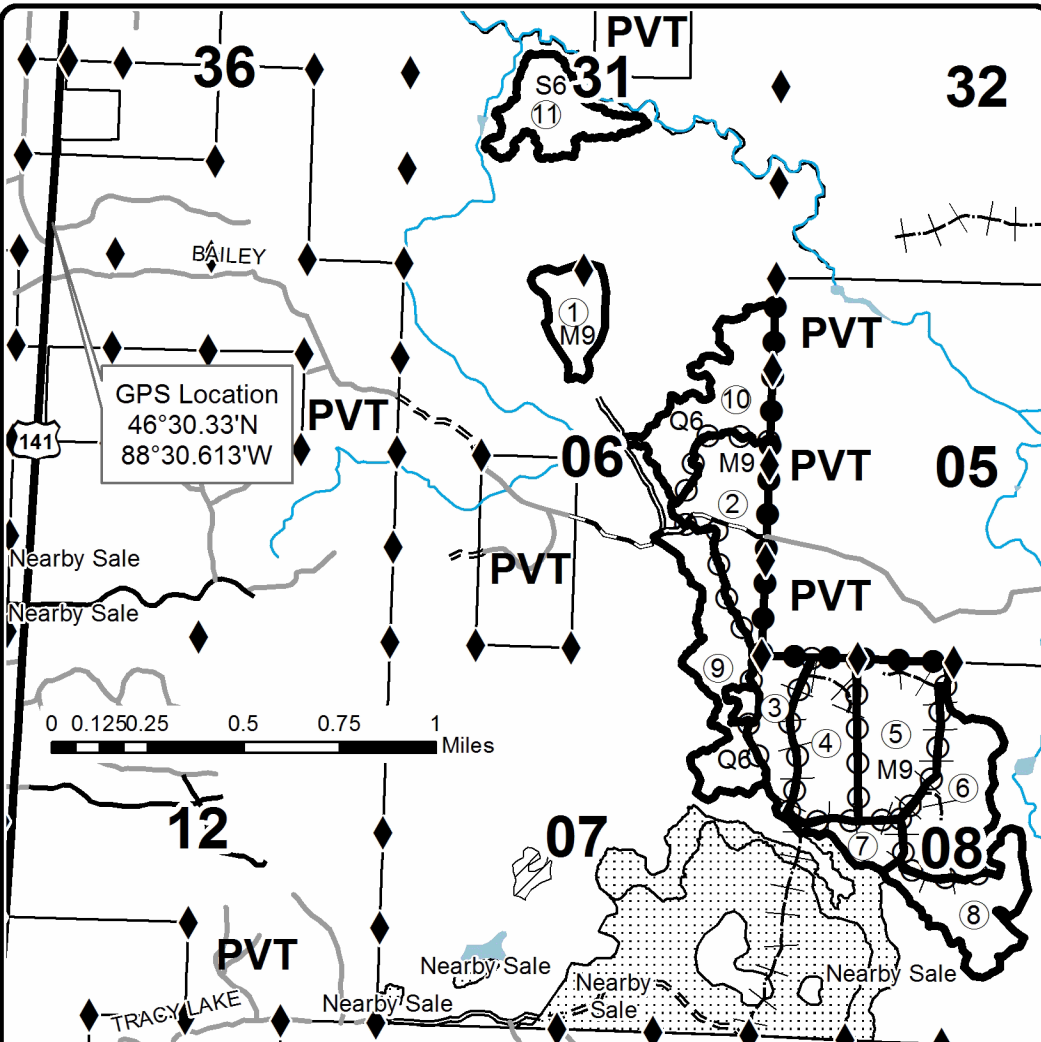 PVT
36
31
32
S6
11
BAILEY
1
M9
PVT
GPS Location
46°30.33'N
88°30.613'W
10
PVT
Q6
141
06
M9
PVT
05
2
Nearby Sale
PVT
Nearby Sale
PVT
9
3
0 0.125 0.25 0.5 0.75 1
Miles
4
5
Q6
M9
6
12
07
7
08
8
PVT
Nearby Sale
Nearby Sale
Nearby
Sale
TRACY LAKE
Nearby Sale